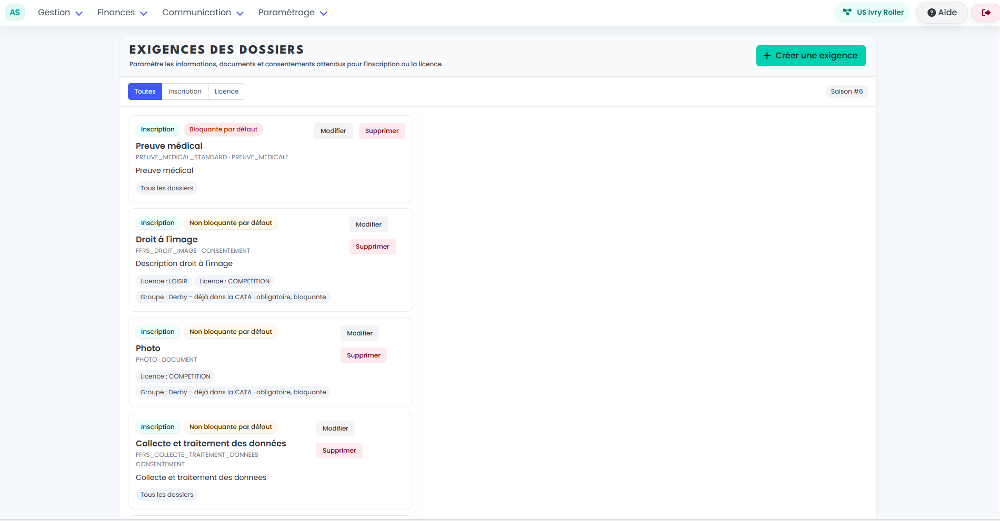 AS Gestion Finances Communication Paramétrage US Ivry Roller Aide
EXIGENCES DES DOSSIERS
Paramètre les informations, documents et consentements attendus pour l'inscription ou la licence.
+ Créer une exigence
Toutes Inscription Licence
Saison #6
Inscription Bloquante par défaut
Modifier Supprimer
Preuve médical
PREUVE_MEDICAL_STANDARD · PREUVE_MEDICALE
Preuve médical
Tous les dossiers
Inscription Non bloquante par défaut
Modifier
Supprimer
Droit à l'image
FFRS_DROIT_IMAGE · CONSENTEMENT
Description droit à l'image
Licence : LOISIR Licence : COMPETITION
Groupe : Derby - déjà dans la CATA · obligatoire, bloquante
Inscription Non bloquante par défaut
Modifier
Supprimer
Photo
PHOTO · DOCUMENT
Licence : COMPETITION
Groupe : Derby - déjà dans la CATA · obligatoire, bloquante
Inscription Non bloquante par défaut
Modifier
Supprimer
Collecte et traitement des données
FFRS_COLLECTE_TRAITEMENT_DONNEES ·
CONSENTEMENT
Collecte et traitement des données
Tous les dossiers